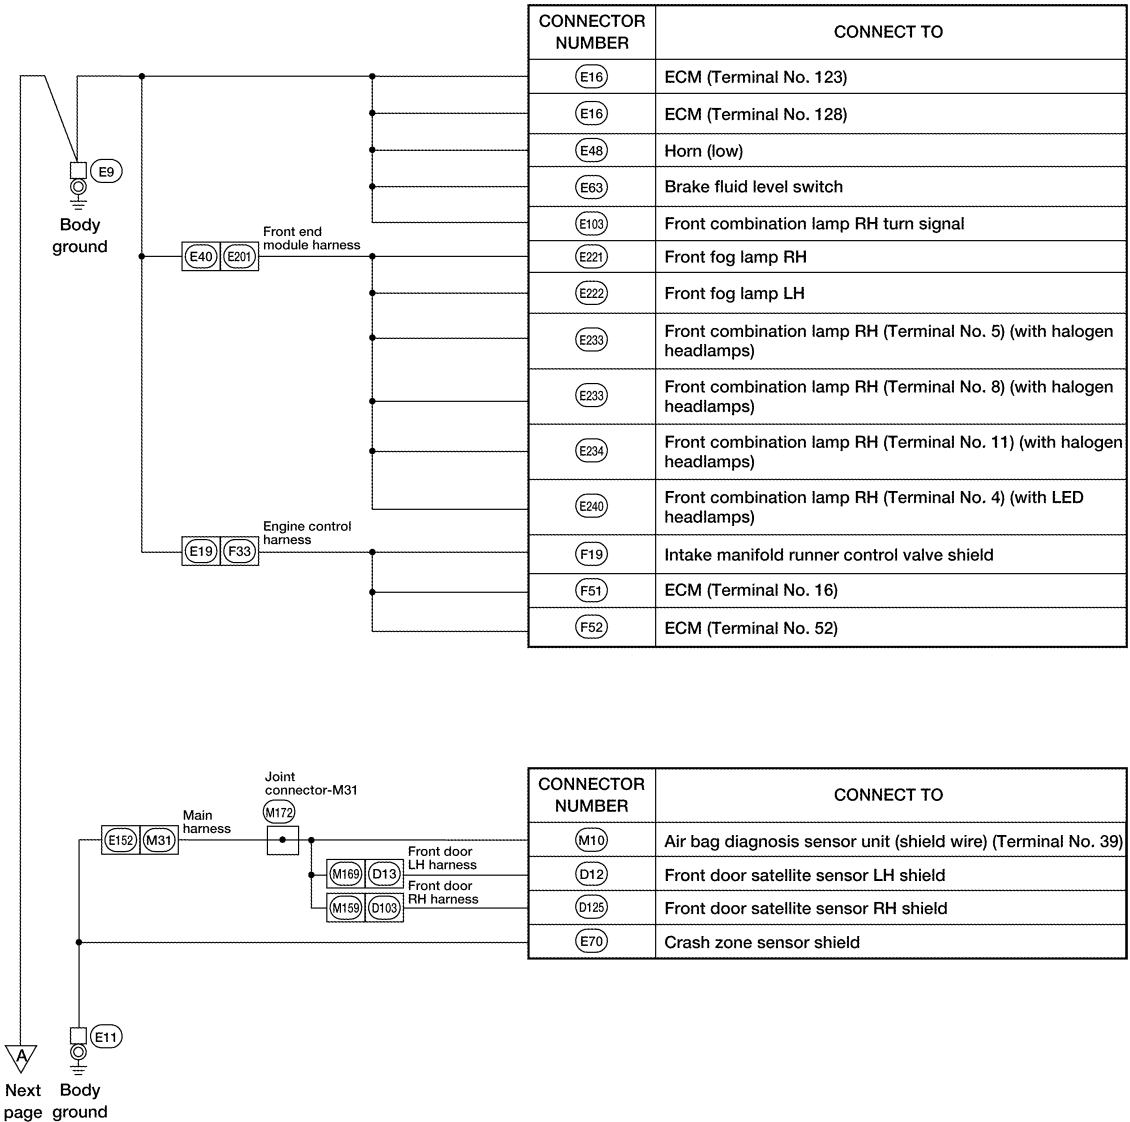 CONNECTOR
NUMBER
CONNECT TO
E16
ECM (Terminal No. 123)
E16
ECM (Terminal No. 128)
E48
Horn (low)
E63
Brake fluid level switch
E103
Front combination lamp RH turn signal
E9
Body
ground
E40
E201
Front end
module harness
E221
Front fog lamp RH
E222
Front fog lamp LH
E233
Front combination lamp RH (Terminal No. 5) (with halogen
headlamps)
E233
Front combination lamp RH (Terminal No. 8) (with halogen
headlamps)
E234
Front combination lamp RH (Terminal No. 11) (with halogen
headlamps)
E240
Front combination lamp RH (Terminal No. 4) (with LED
headlamps)
E19
F33
Engine control
harness
F19
Intake manifold runner control valve shield
F51
ECM (Terminal No. 16)
F52
ECM (Terminal No. 52)
CONNECTOR
NUMBER
CONNECT TO
E152
M31
Main
harness
Joint
connector-M31
M172
M10
Air bag diagnosis sensor unit (shield wire) (Terminal No. 39)
M169
D13
Front door
LH harness
D12
Front door satellite sensor LH shield
M159
D103
Front door
RH harness
D125
Front door satellite sensor RH shield
E70
Crash zone sensor shield
E11
Body
ground
A
Next
page